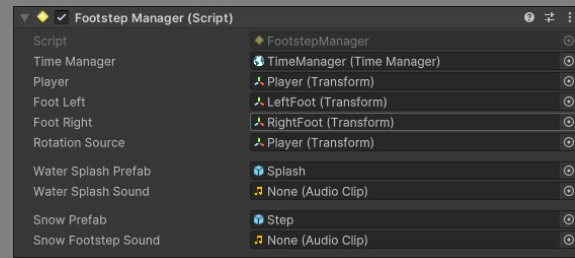 Footstep Manager (Script)
Script FootstepManager
Time Manager TimeManager (Time Manager)
Player Player (Transform)
Foot Left LeftFoot (Transform)
Foot Right RightFoot (Transform)
Rotation Source Player (Transform)
Water Splash Prefab Splash
Water Splash Sound None (Audio Clip)
Snow Prefab Step
Snow Footstep Sound None (Audio Clip)